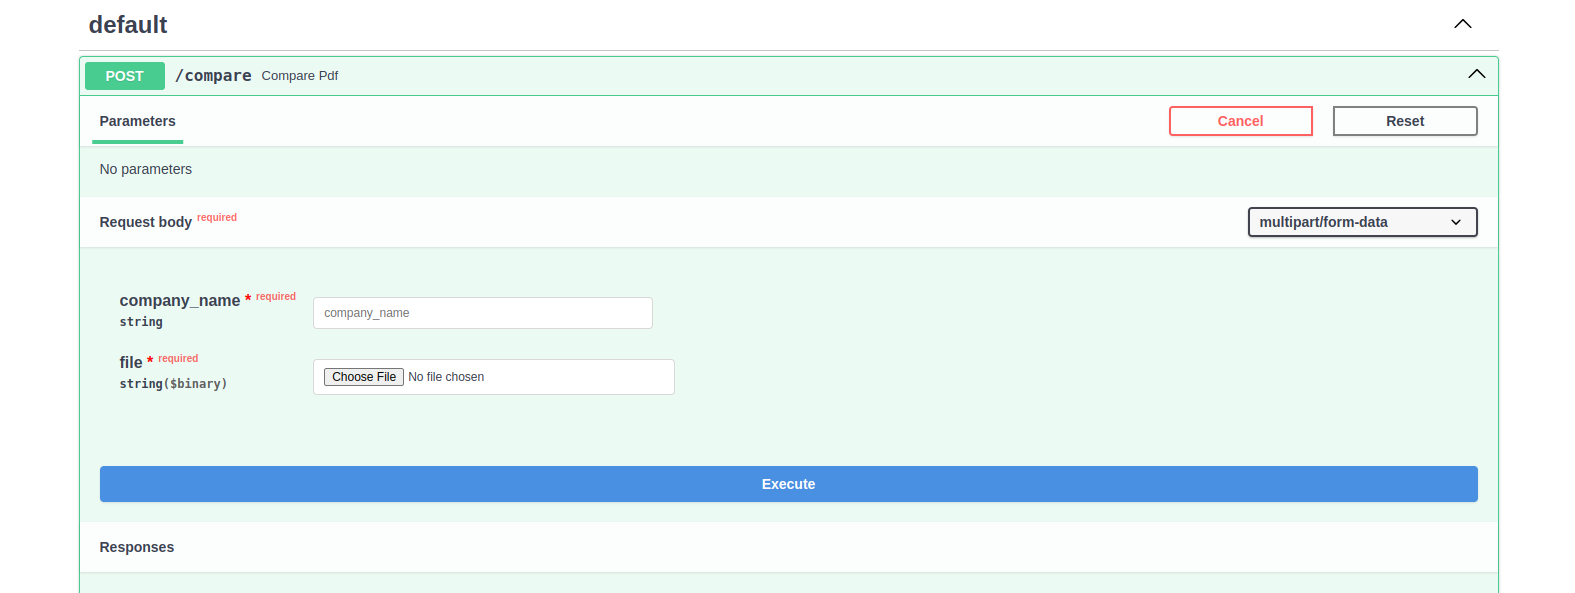 default
POST /compare Compare Pdf
Parameters Cancel Reset
No parameters
Request body required multipart/form-data
company_name * required
string
company_name
file * required
string($binary)
Choose File No file chosen
Execute
Responses